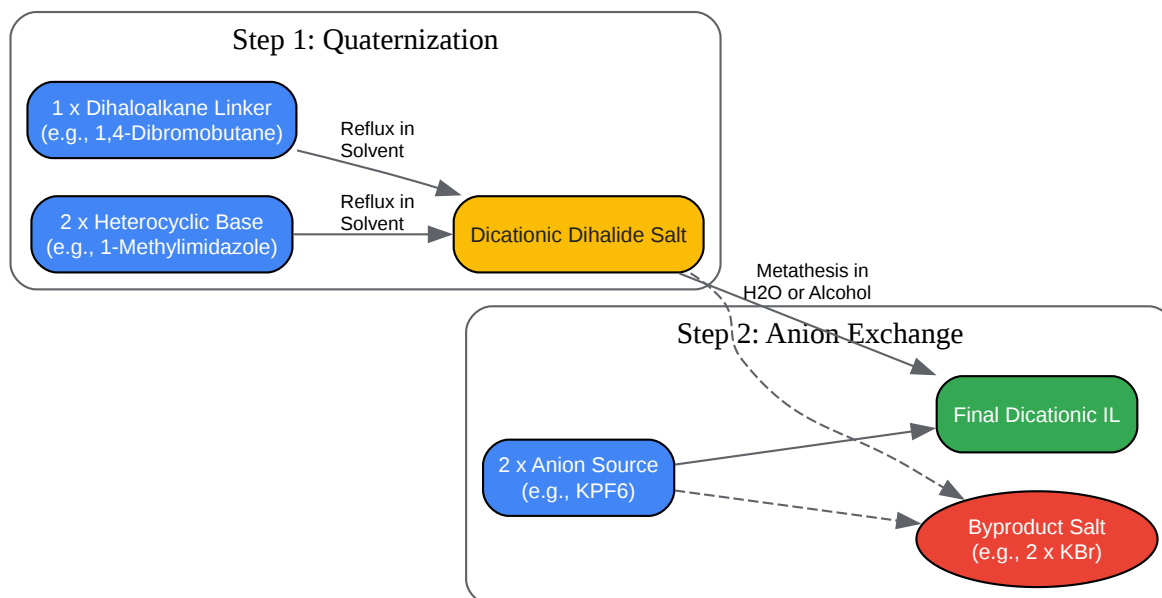 Step 1: Quaternization
1 x Dihaloalkane Linker
(e.g., 1,4-Dibromobutane)
Reflux in
Solvent
2 x Heterocyclic Base
(e.g., 1-Methylimidazole)
Reflux in
Solvent
Dicationic Dihalide Salt
Metathesis in
H2O or Alcohol
Step 2: Anion Exchange
Final Dicationic IL
2 x Anion Source
(e.g., KPF6)
Byproduct Salt
(e.g., 2 x KBr)